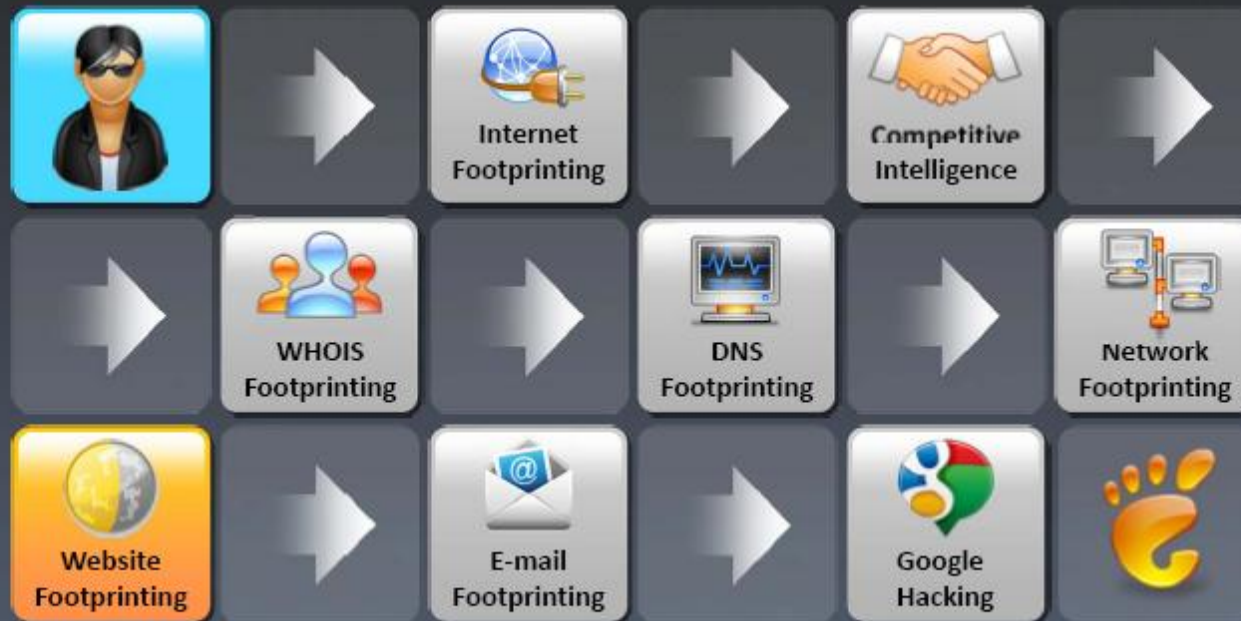 Internet
Footprinting
Competitive
Intelligence
WHOIS
Footprinting
DNS
Footprinting
Network
Footprinting
Website
Footprinting
@
E-mail
Footprinting
Google
Hacking